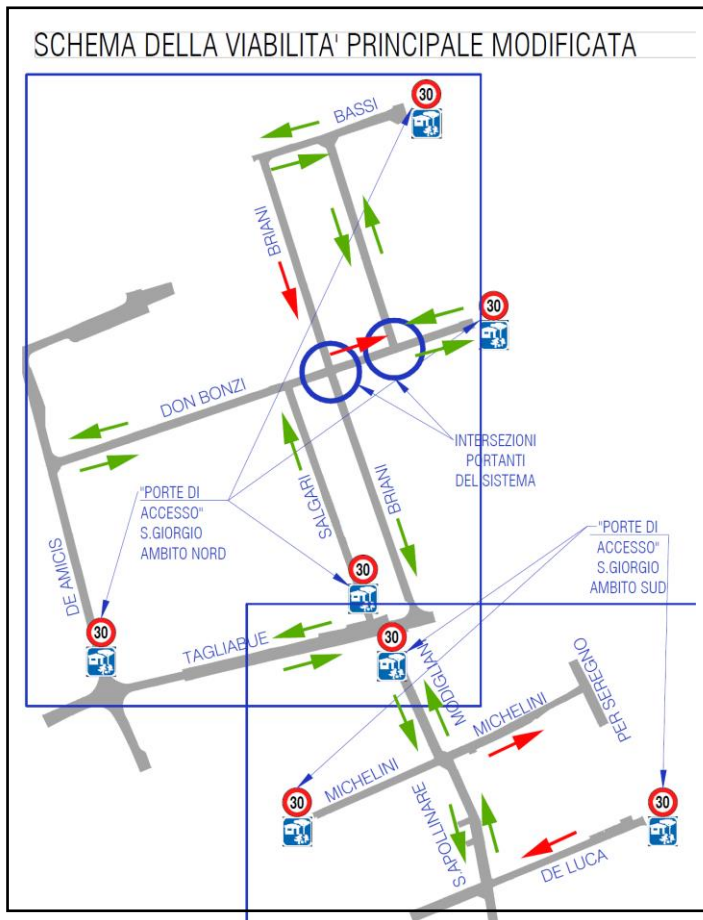 SCHEMA DELLA VIABILITA' PRINCIPALE MODIFICATA
30
BASSI
BRIANI
30
DON BONZI
INTERSEZIONI
PORTANTI
DEL SISTEMA
"PORTE DI
ACCESSO"
S.GIORGIO
AMBITO NORD
SALGARI
BRIANI
"PORTE DI
ACCESSO"
S.GIORGIO
AMBITO SUD
DE AMICIS
30
30
30
TAGLIABUE
MODIGLIANI
MICHELINI
PER SEREGNO
MICHELINI
30
S.APOLLINARE
30
DE LUCA